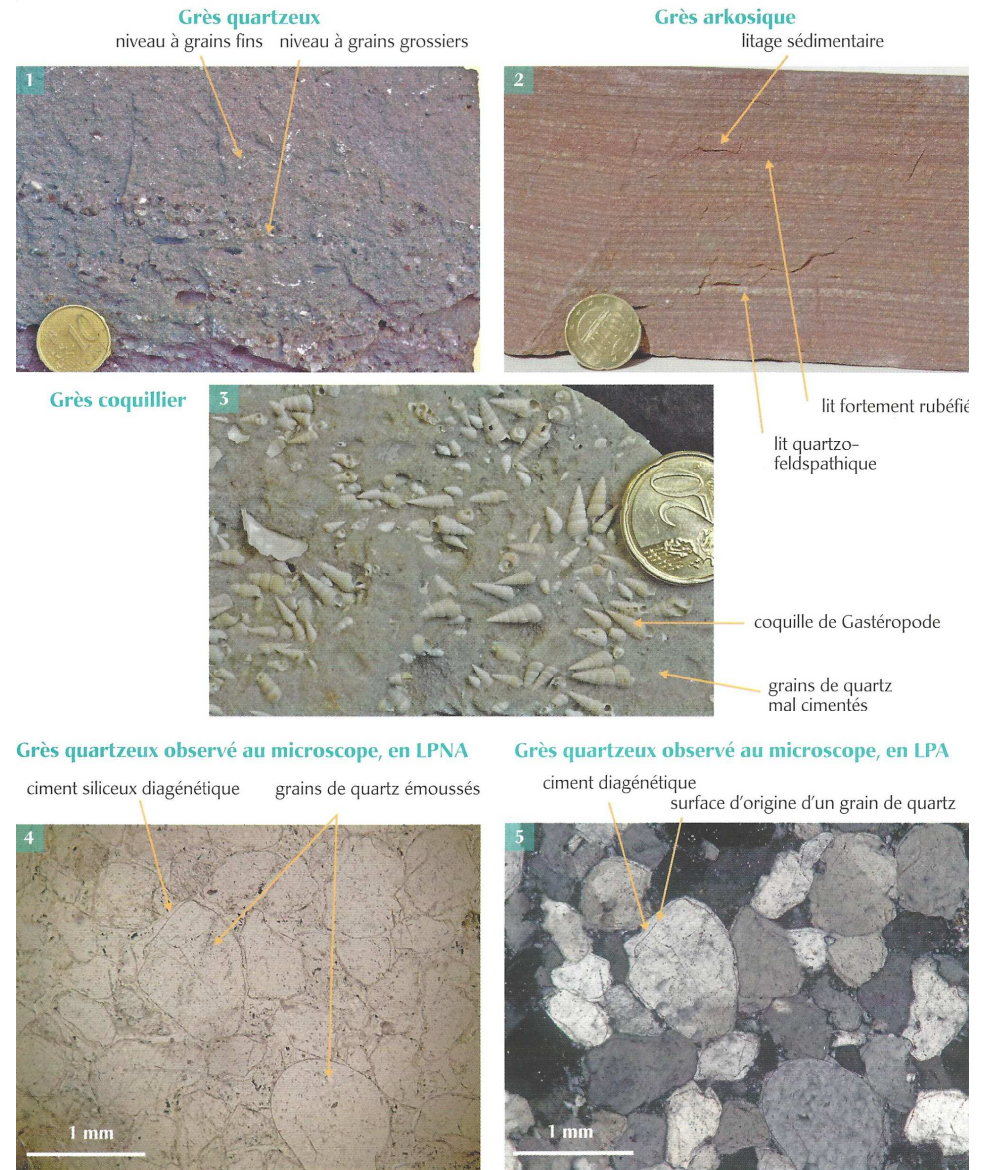 Grès quartzeux
niveau à grains fins niveau à grains grossiers
1
10
Grès arkosique
litage sédimentaire
2
lit fortement rubéfié
lit quartzo-
feldspathique
Grès coquillier
3
20
coquille de Gastéropode
grains de quartz
mal cimentés
Grès quartzeux observé au microscope, en LPNA
ciment siliceux diagénétique grains de quartz émoussés
4
1 mm
Grès quartzeux observé au microscope, en LPA
ciment diagénétique
surface d'origine d'un grain de quartz
5
1 mm